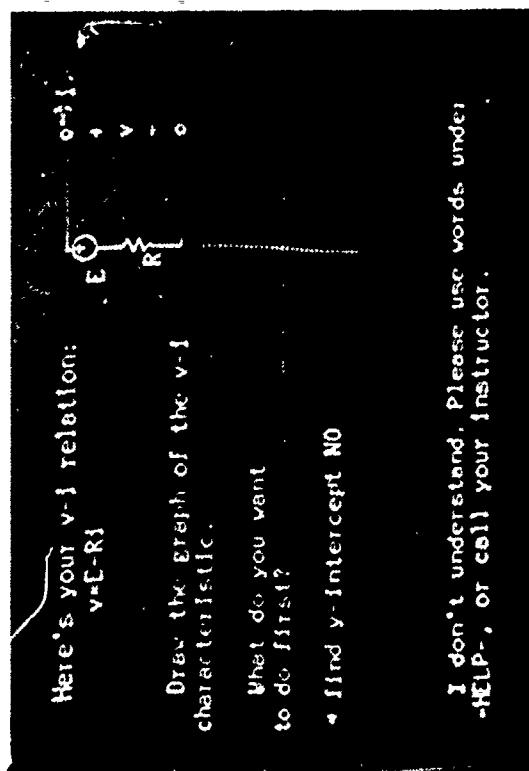 Here's your v-i relation:
v=E-Ri
o→i
+
v
-
o
E
R
Draw the graph of the v-i
characteristic.
What do you want
to do first?
find y-intercept NO
I don't understand. Please use words under
-HELP-, or call your instructor.